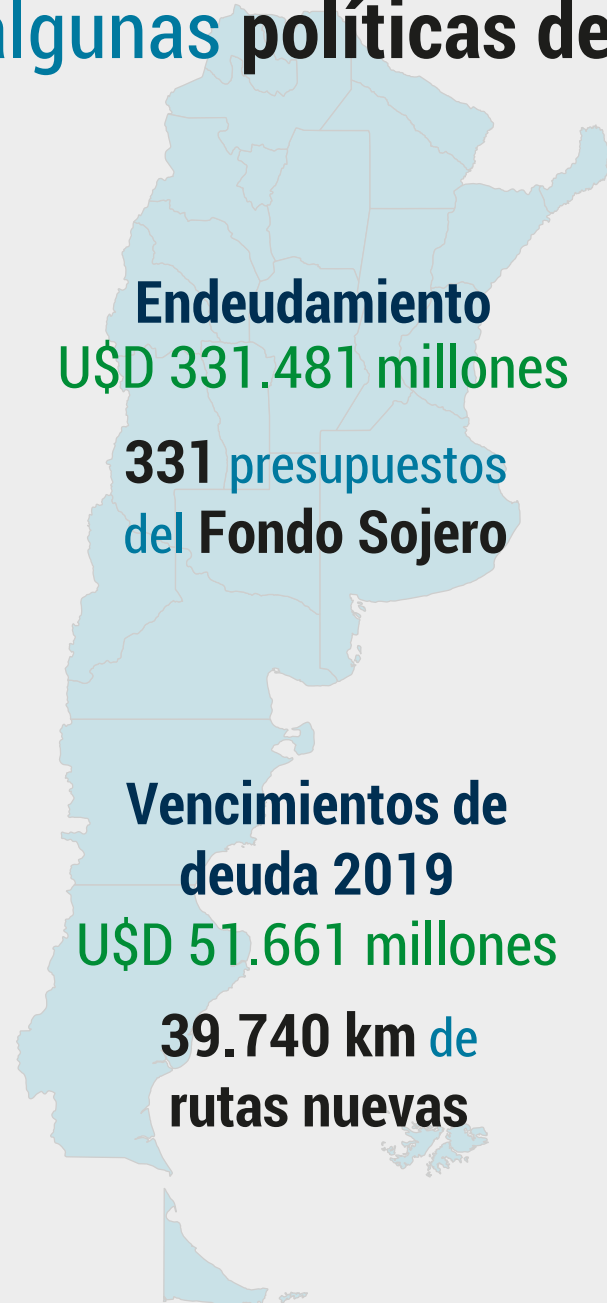 algunas políticas de
Endeudamiento
U$D 331.481 millones
331 presupuestos
del Fondo Sojero
Vencimientos de
deuda 2019
U$D 51.661 millones
39.740 km de
rutas nuevas